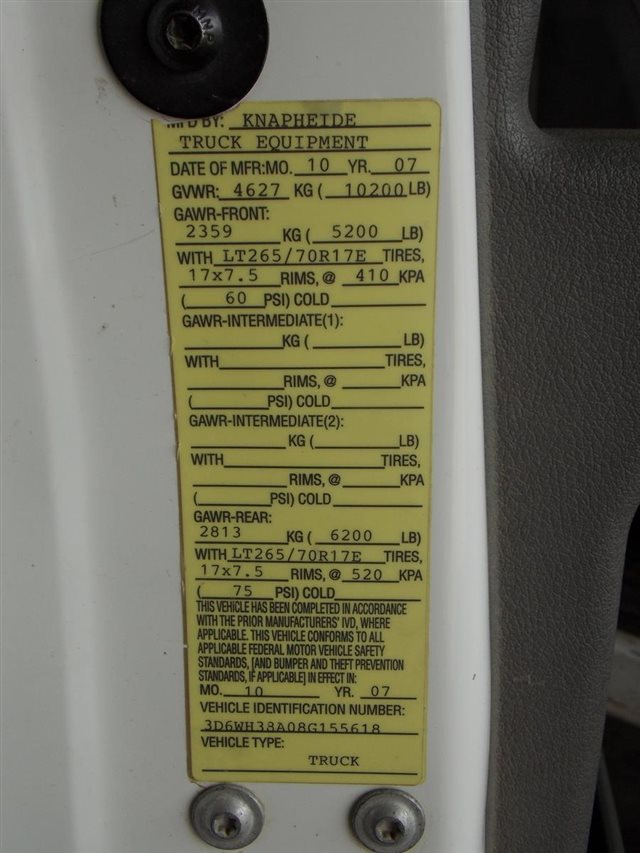 MFD BY: KNAPHEIDE
TRUCK EQUIPMENT
DATE OF MFR:MO. 10 YR. 07
GVWR: 4627 KG ( 10200 LB)
GAWR-FRONT:
2359 KG ( 5200 LB)
WITH LT265/70R17E TIRES,
17x7.5 RIMS, @ 410 KPA
( 60 PSI) COLD
GAWR-INTERMEDIATE(1):
KG ( LB)
WITH TIRES,
RIMS, @ KPA
( PSI) COLD
GAWR-INTERMEDIATE(2):
KG ( LB)
WITH TIRES,
RIMS, @ KPA
( PSI) COLD
GAWR-REAR:
2813 KG ( 6200 LB)
WITH LT265/70R17E TIRES,
17x7.5 RIMS, @ 520 KPA
( 75 PSI) COLD
THIS VEHICLE HAS BEEN COMPLETED IN ACCORDANCE
WITH THE PRIOR MANUFACTURERS' IVD, WHERE
APPLICABLE. THIS VEHICLE CONFORMS TO ALL
APPLICABLE FEDERAL MOTOR VEHICLE SAFETY
STANDARDS, [AND BUMPER AND THEFT PREVENTION
STANDARDS, IF APPLICABLE] IN EFFECT IN:
MO. 10 YR. 07
VEHICLE IDENTIFICATION NUMBER:
3D6WH38A08G155618
VEHICLE TYPE:
TRUCK